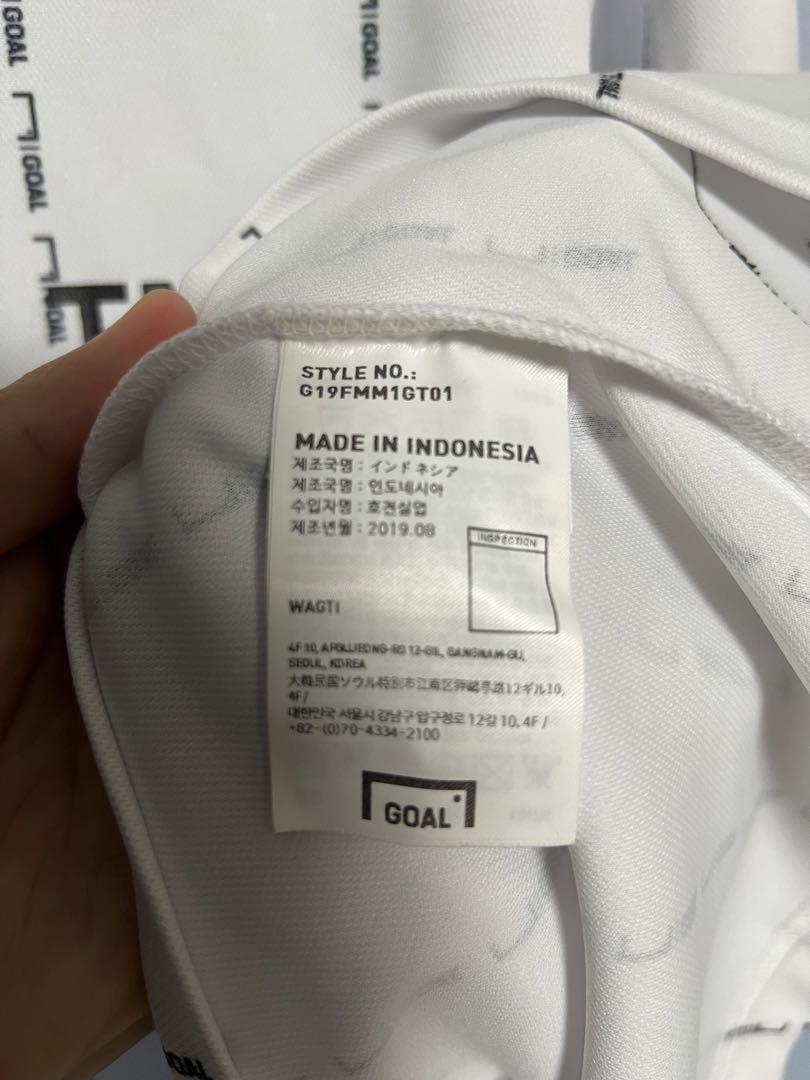 GOAL
GOAL
GOAL
STYLE NO.:
G19FMM1GT01
MADE IN INDONESIA
제조국명 : インドネシア
제조국명 : 인도네시아
수입자명 : 호전실업
제조년월 : 2019.08
INSPECTION
WAGTI
4F 10, APGUJEONG-RO 12-GIL, GANGNAM-GU,
SEOUL, KOREA
大韓民国ソウル特別市江南区狎鷗亭路12ギル10,
4F /
대한민국 서울시 강남구 압구정로 12길 10, 4F /
+82-(0)70-4334-2100
GOAL
GOAL